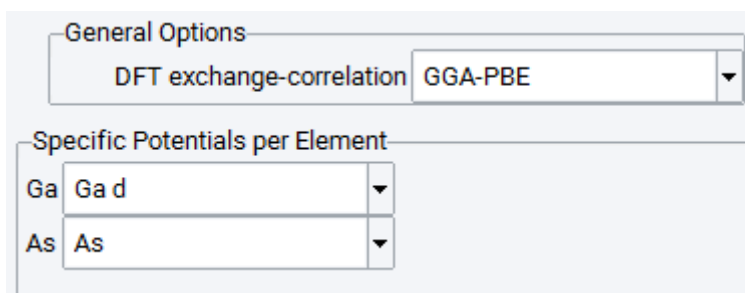 General Options
DFT exchange-correlation GGA-PBE
Specific Potentials per Element
Ga Ga d
As As